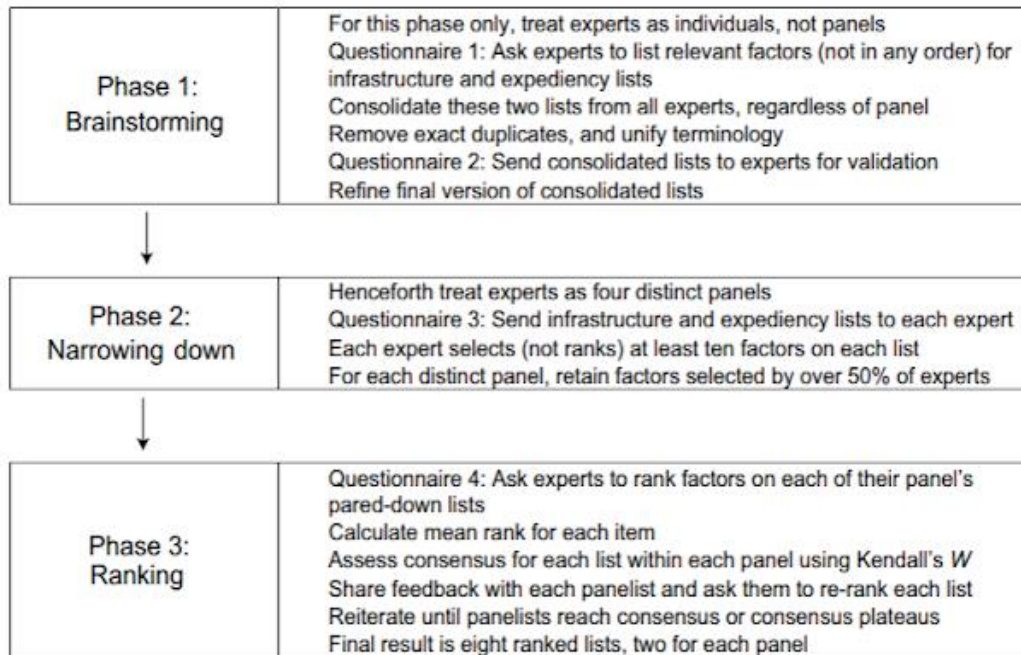 Phase 1:
Brainstorming
For this phase only, treat experts as individuals, not panels
Questionnaire 1: Ask experts to list relevant factors (not in any order) for
infrastructure and expediency lists
Consolidate these two lists from all experts, regardless of panel
Remove exact duplicates, and unify terminology
Questionnaire 2: Send consolidated lists to experts for validation
Refine final version of consolidated lists
Phase 2:
Narrowing down
Henceforth treat experts as four distinct panels
Questionnaire 3: Send infrastructure and expediency lists to each expert
Each expert selects (not ranks) at least ten factors on each list
For each distinct panel, retain factors selected by over 50% of experts
Phase 3:
Ranking
Questionnaire 4: Ask experts to rank factors on each of their panel's
pared-down lists
Calculate mean rank for each item
Assess consensus for each list within each panel using Kendall's W
Share feedback with each panelist and ask them to re-rank each list
Reiterate until panelists reach consensus or consensus plateaus
Final result is eight ranked lists, two for each panel